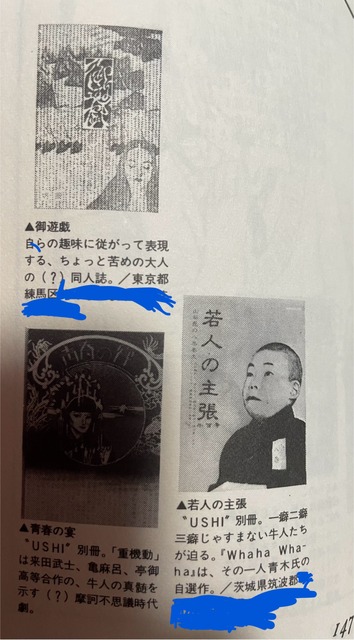 ▲御遊戯
自らの趣味に従がって表現
する、ちょっと苦めの大人
の（？）同人誌。／東京都
練馬区
青春の宴
▲青春の宴
〝USHI〟別冊。「重機動」
は来田武士、亀麻呂、亭御
高等合作の、牛人の真髄を
示す（？）摩訶不思議時代
劇。
若人の主張
▲若人の主張
〝USHI〟別冊。一癖二癖
三癖じゃすまない牛人たち
が迫る。『Whaha Wha-
ha』は、その一人青木氏の
自選作。／茨城県筑波郡
147